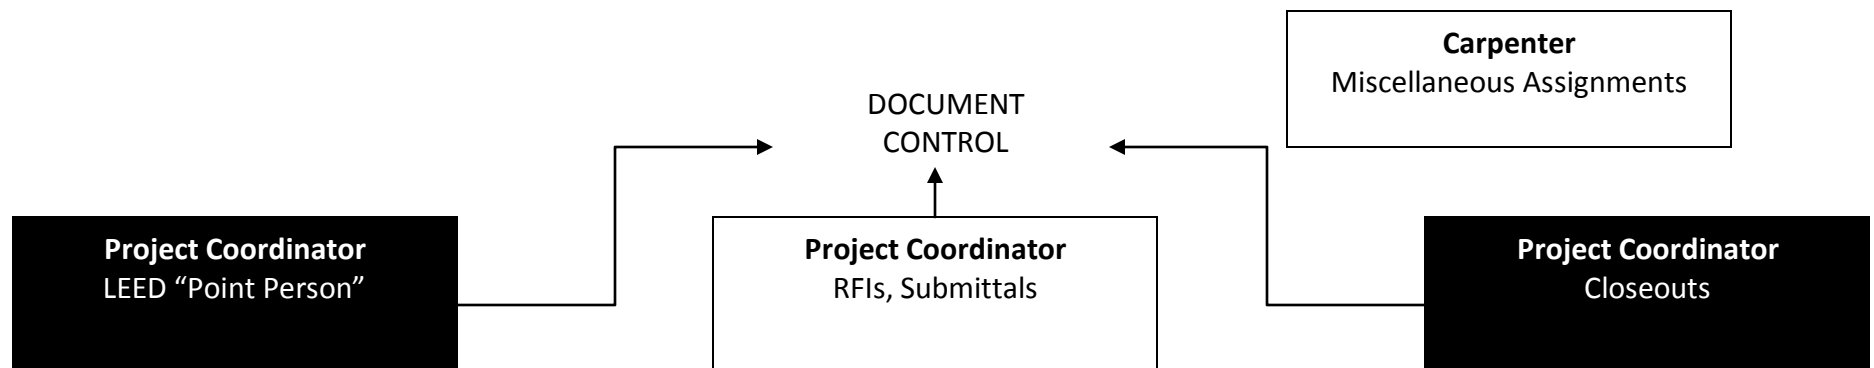 Carpenter
Miscellaneous Assignments
DOCUMENT
CONTROL
Project Coordinator
LEED “Point Person”
Project Coordinator
RFIs, Submittals
Project Coordinator
Closeouts